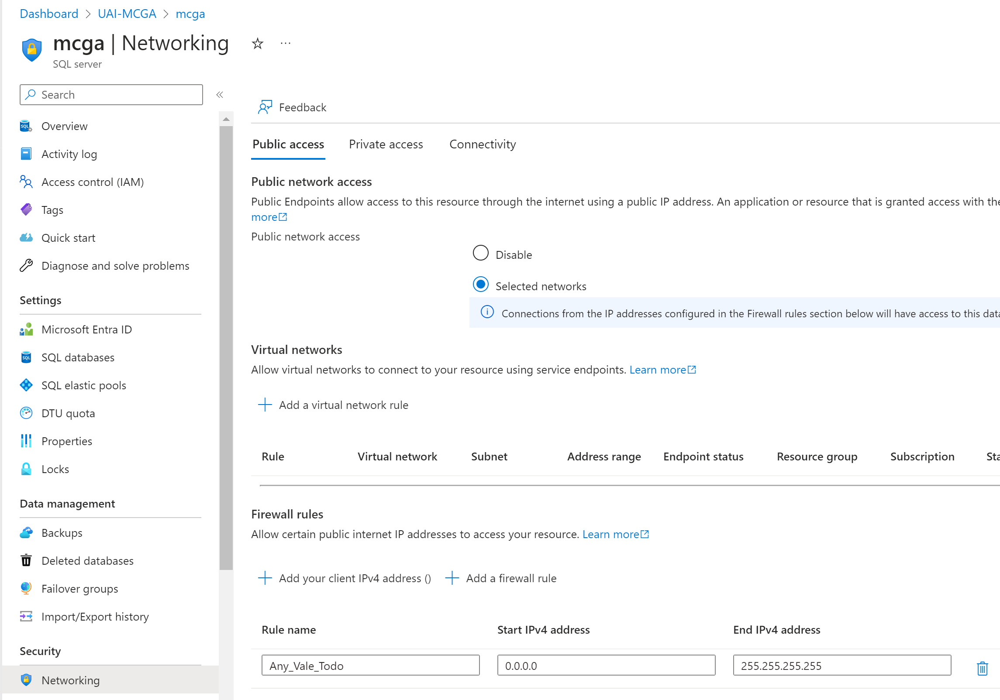 Dashboard > UAI-MCGA > mcga
mcga | Networking
...
SQL server
Search
«
Overview
Activity log
Access control (IAM)
Tags
Quick start
Diagnose and solve problems
Settings
Microsoft Entra ID
SQL databases
SQL elastic pools
DTU quota
Properties
Locks
Data management
Backups
Deleted databases
Failover groups
Import/Export history
Security
Networking
Feedback
Public access Private access Connectivity
Public network access
Public Endpoints allow access to this resource through the internet using a public IP address. An application or resource that is granted access with the
more
Public network access
Disable
Selected networks
Connections from the IP addresses configured in the Firewall rules section below will have access to this data
Virtual networks
Allow virtual networks to connect to your resource using service endpoints. Learn more
Add a virtual network rule
Rule Virtual network Subnet Address range Endpoint status Resource group Subscription Sta
Firewall rules
Allow certain public internet IP addresses to access your resource. Learn more
Add your client IPv4 address () Add a firewall rule
Rule name Start IPv4 address End IPv4 address
Any_Vale_Todo 0.0.0.0 255.255.255.255